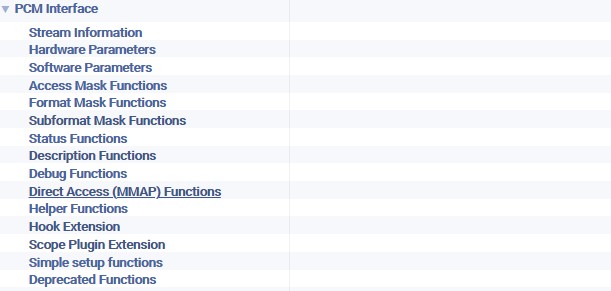 PCM Interface
Stream Information
Hardware Parameters
Software Parameters
Access Mask Functions
Format Mask Functions
Subformat Mask Functions
Status Functions
Description Functions
Debug Functions
Direct Access (MMAP) Functions
Helper Functions
Hook Extension
Scope Plugin Extension
Simple setup functions
Deprecated Functions